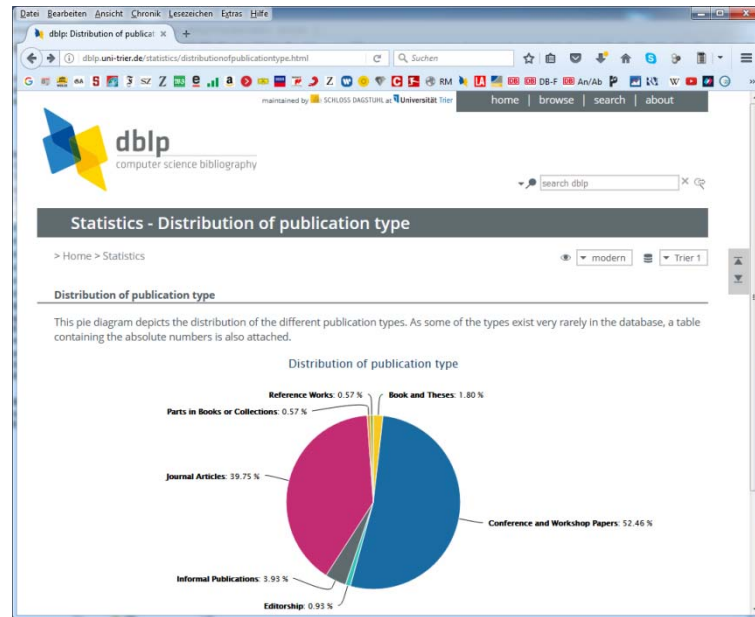 Datei Bearbeiten Ansicht Chronik Lesezeichen Extras Hilfe
dblp: Distribution of publicat × +
dblp.uni-trier.de/statistics/distributionofpublicationtype.html
Suchen
RM
DB-F
An/Ab
maintained by SCHLOSS DAGSTUHL at Universität Trier
home | browse | search | about
dblp
computer science bibliography
search dblp
Statistics - Distribution of publication type
> Home > Statistics
modern
Trier 1
Distribution of publication type
This pie diagram depicts the distribution of the different publication types. As some of the types exist very rarely in the database, a table
containing the absolute numbers is also attached.
Distribution of publication type
Reference Works: 0.57 %
Book and Theses: 1.80 %
Parts in Books or Collections: 0.57 %
Journal Articles: 39.75 %
Conference and Workshop Papers: 52.46 %
Informal Publications: 3.93 %
Editorship: 0.93 %